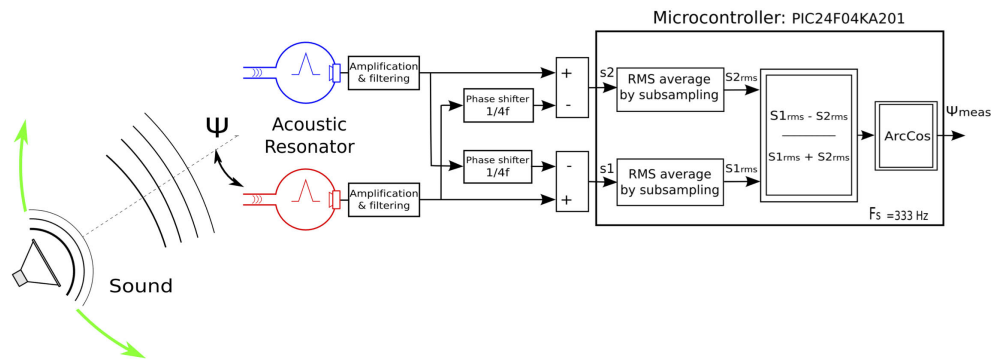 Microcontroller: PIC24F04KA201
Amplification
& filtering
Phase shifter
1/4f
+
-
s2
RMS average
by subsampling
S2rms
S1rms - S2rms
S1rms + S2rms
ArcCos
Ψmeas
Ψ
Acoustic
Resonator
Phase shifter
1/4f
-
+
s1
RMS average
by subsampling
S1rms
Amplification
& filtering
Fs =333 Hz
Sound